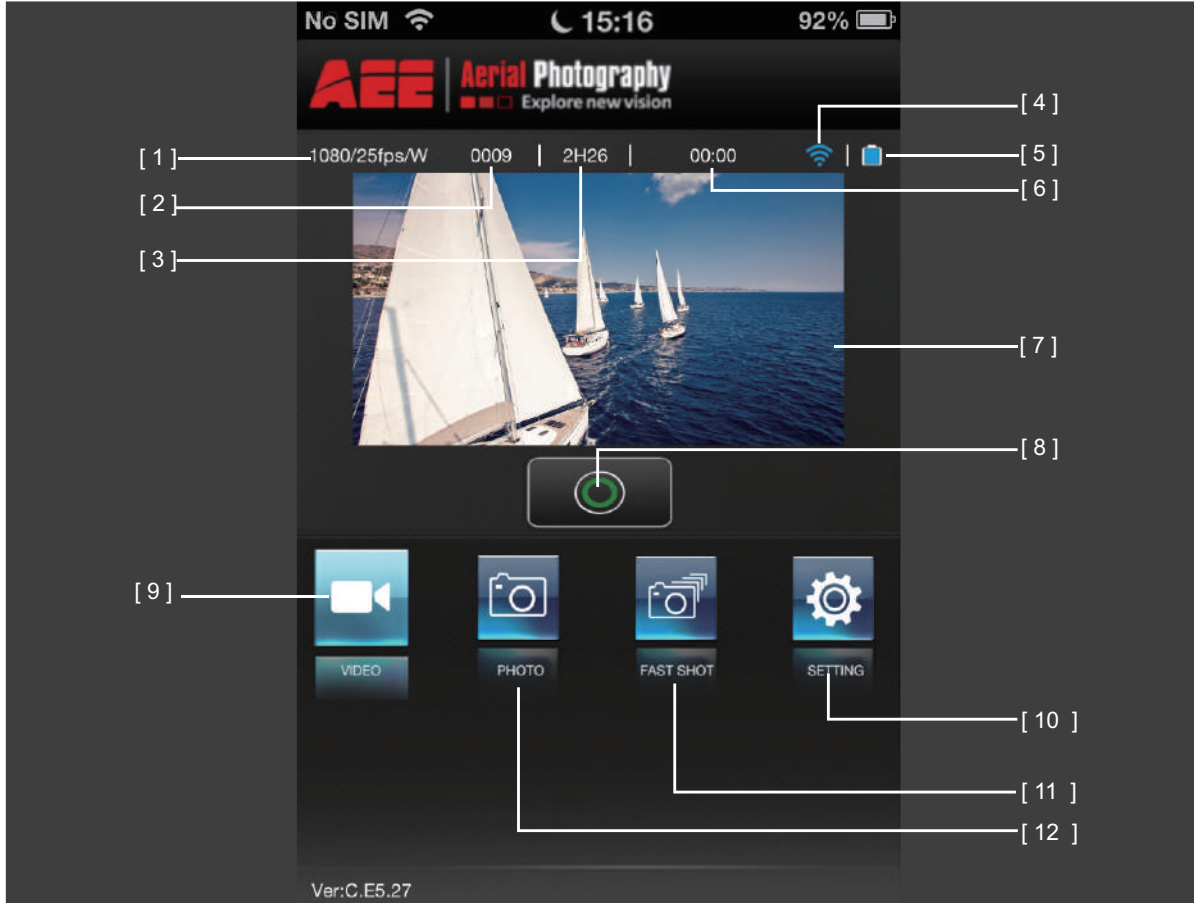 No SIM 15:16 92%
AEE Aerial Photography
Explore new vision
[ 4 ]
[ 1 ] 1080/25fps/W 0009 | 2H26 | 00:00 | [ 5 ]
[ 2 ] [ 6 ]
[ 3 ]
[ 7 ]
[ 8 ]
[ 9 ]
VIDEO PHOTO FAST SHOT SETTING
[ 10 ]
[ 11 ]
[ 12 ]
Ver:C.E5.27